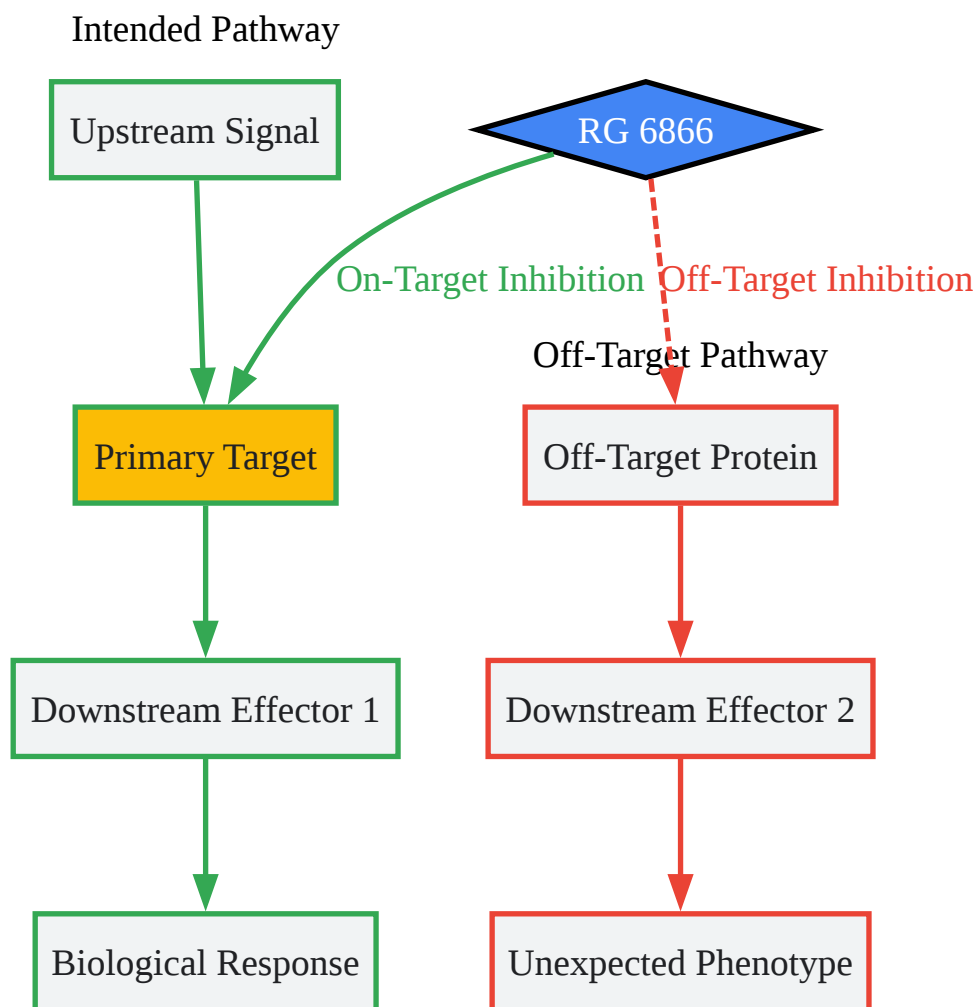 Intended Pathway
Upstream Signal
RG 6866
On-Target Inhibition
Off-Target Inhibition
Off-Target Pathway
Primary Target
Off-Target Protein
Downstream Effector 1
Downstream Effector 2
Biological Response
Unexpected Phenotype